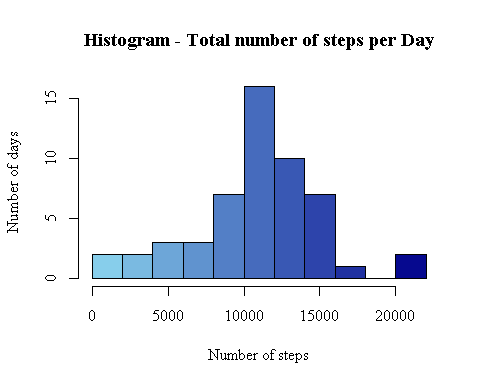 Histogram - Total number of steps per Day
Number of days
15
10
5
0
0 5000 10000 15000 20000
Number of steps